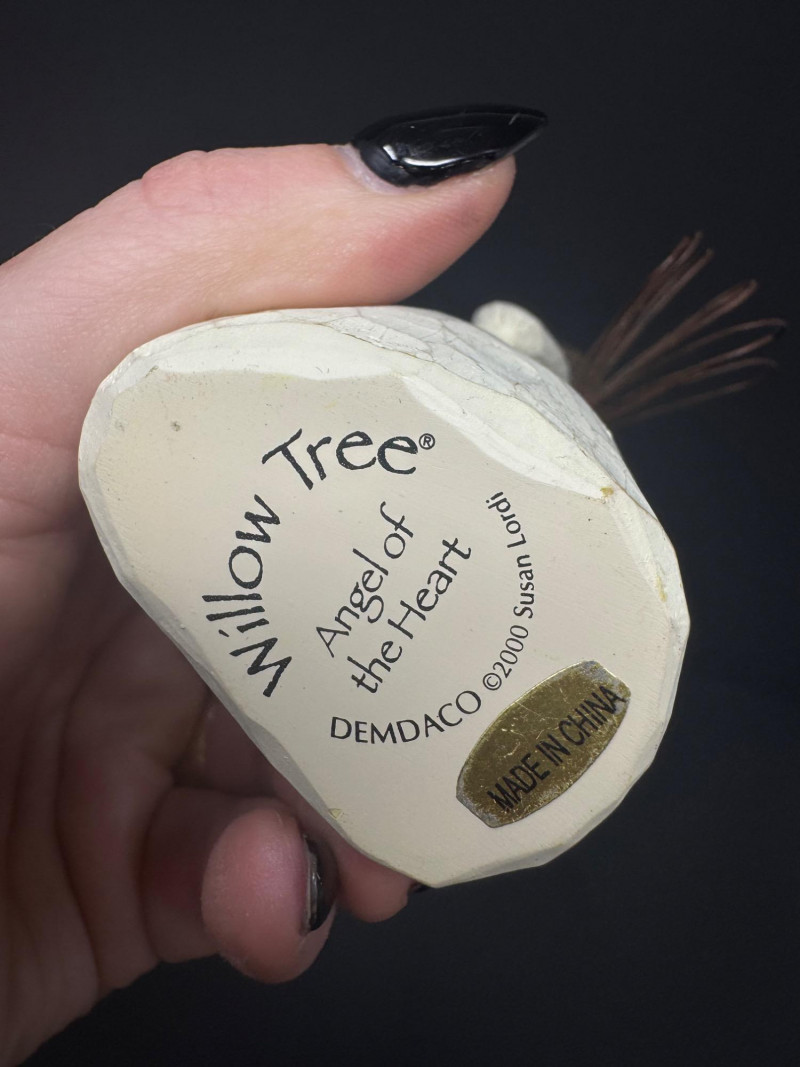 Willow Tree®
Angel of
the Heart
DEMDACO ©2000 Susan Lordi
MADE IN CHINA